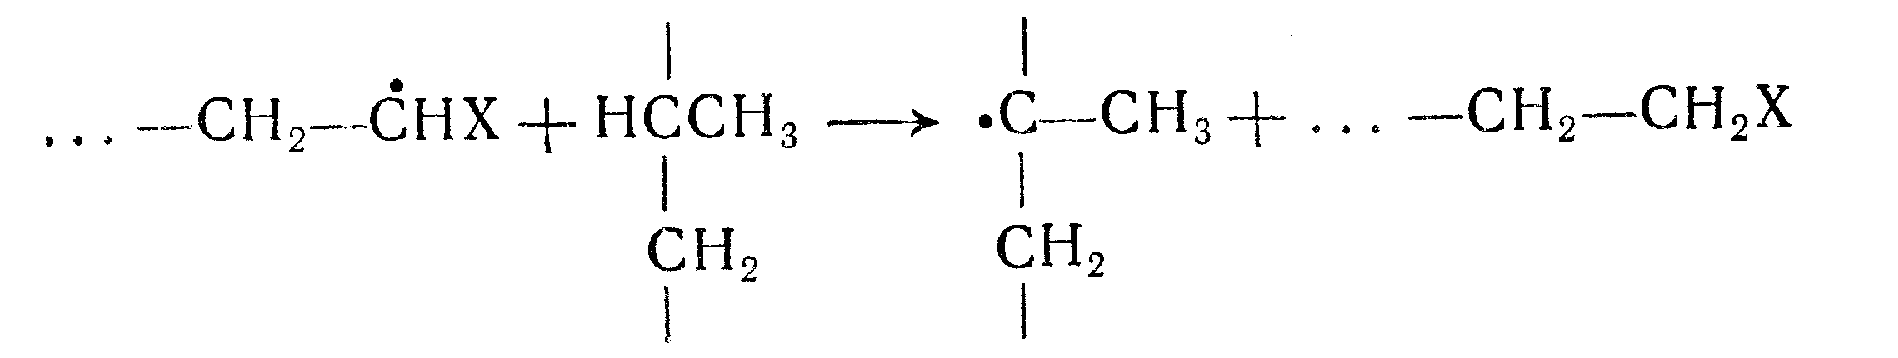 ... —CH₂—ĊHX + HCCH₃ ⟶ •C—CH₃ + ... —CH₂—CH₂X
CH₂ CH₂